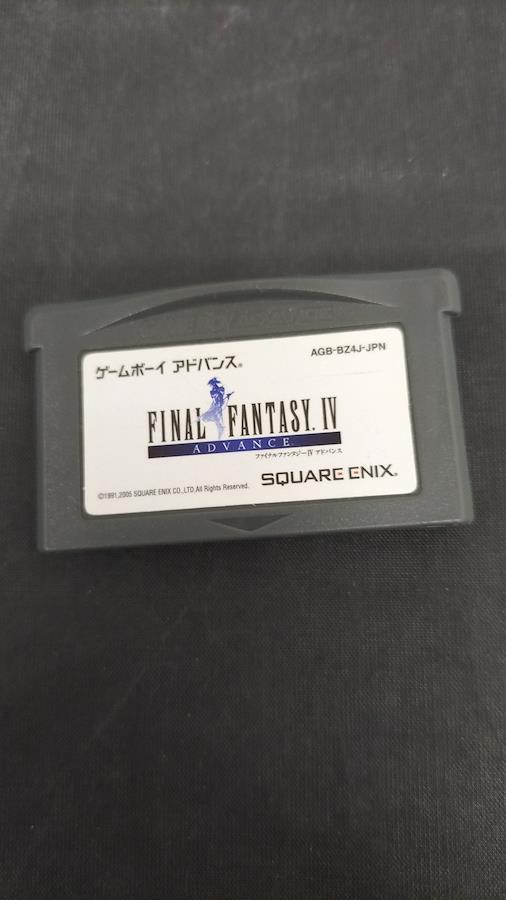 ゲームボーイ アドバンス®
AGB-BZ4J-JPN
FINAL FANTASY. IV
ADVANCE
ファイナルファンタジーIV アドバンス
SQUARE ENIX®
©1991,2005 SQUARE ENIX CO.,LTD.All Rights Reserved.